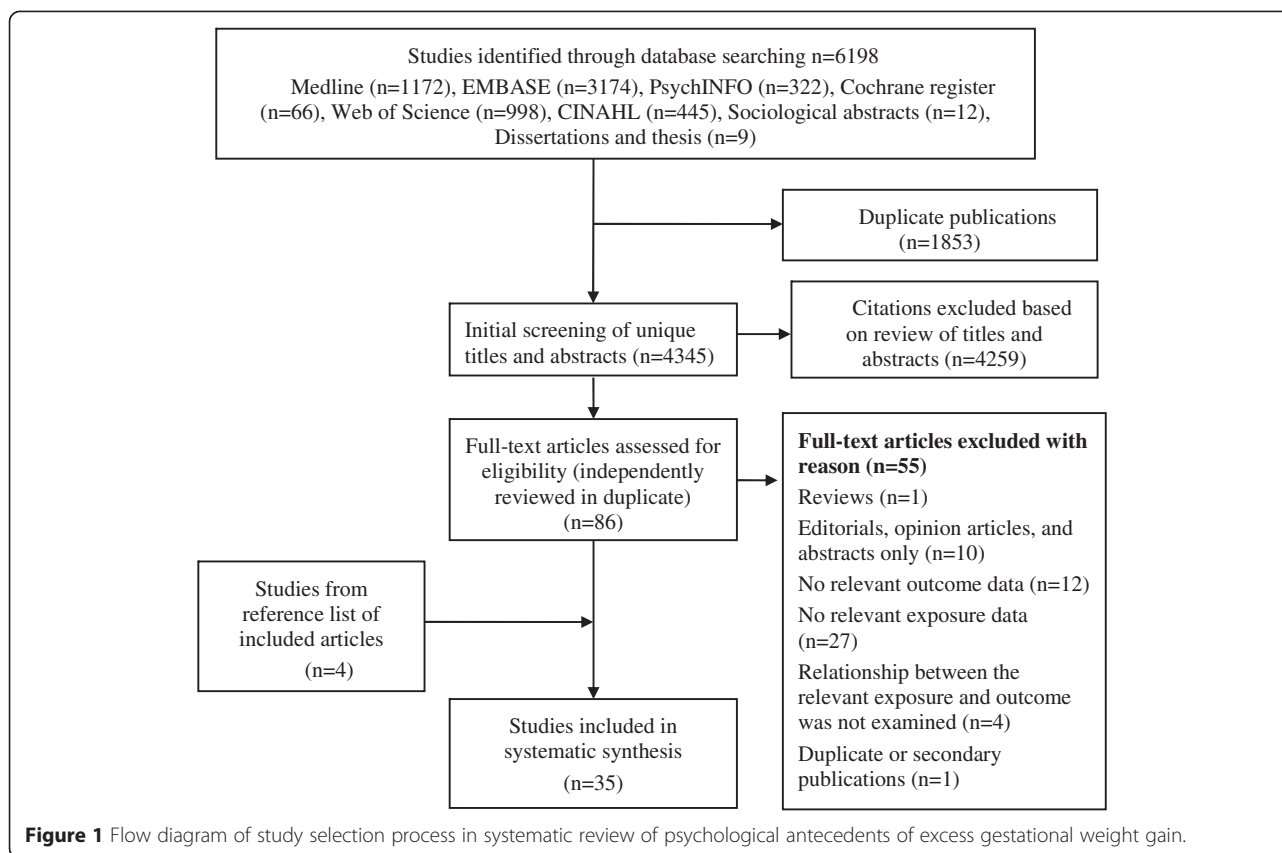 Studies identified through database searching n=6198
Medline (n=1172), EMBASE (n=3174), PsychINFO (n=322), Cochrane register
(n=66), Web of Science (n=998), CINAHL (n=445), Sociological abstracts (n=12),
Dissertations and thesis (n=9)
Duplicate publications
(n=1853)
Initial screening of unique
titles and abstracts (n=4345)
Citations excluded based
on review of titles and
abstracts (n=4259)
Full-text articles assessed for
eligibility (independently
reviewed in duplicate)
(n=86)
Full-text articles excluded with
reason (n=55)
Reviews (n=1)
Editorials, opinion articles, and
abstracts only (n=10)
No relevant outcome data (n=12)
No relevant exposure data
(n=27)
Relationship between the
relevant exposure and outcome
was not examined (n=4)
Duplicate or secondary
publications (n=1)
Studies from
reference list of
included articles
(n=4)
Studies included in
systematic synthesis
(n=35)
Figure 1 Flow diagram of study selection process in systematic review of psychological antecedents of excess gestational weight gain.